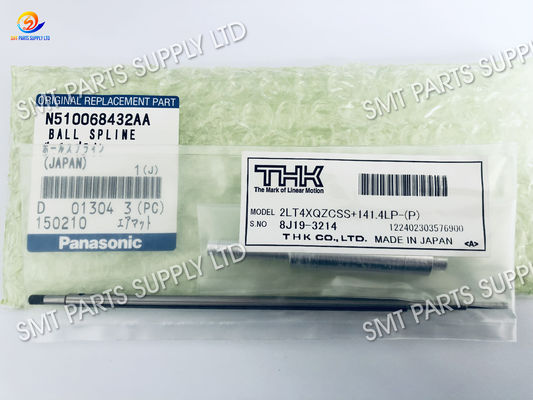 SMT PARTS SUPPLY LTD
SMT PARTS SUPPLY LTD
SMT PARTS SUPPLY LTD
ORIGINAL REPLACEMENT PART
N510068432AA
BALL SPLINE
ボールスプライン
(JAPAN)
1(J)
D 01304 3 (PC)
150210 エアマット
Panasonic
THK
The Mark of Linear Motion
MODEL 2LT4XQZCSS+141.4LP-(P)
S.NO 8J19-3214 122402303576900
THK CO., LTD. MADE IN JAPAN <A>
SMT PARTS SUPPLY LTD
SMT PARTS SUPPLY LTD